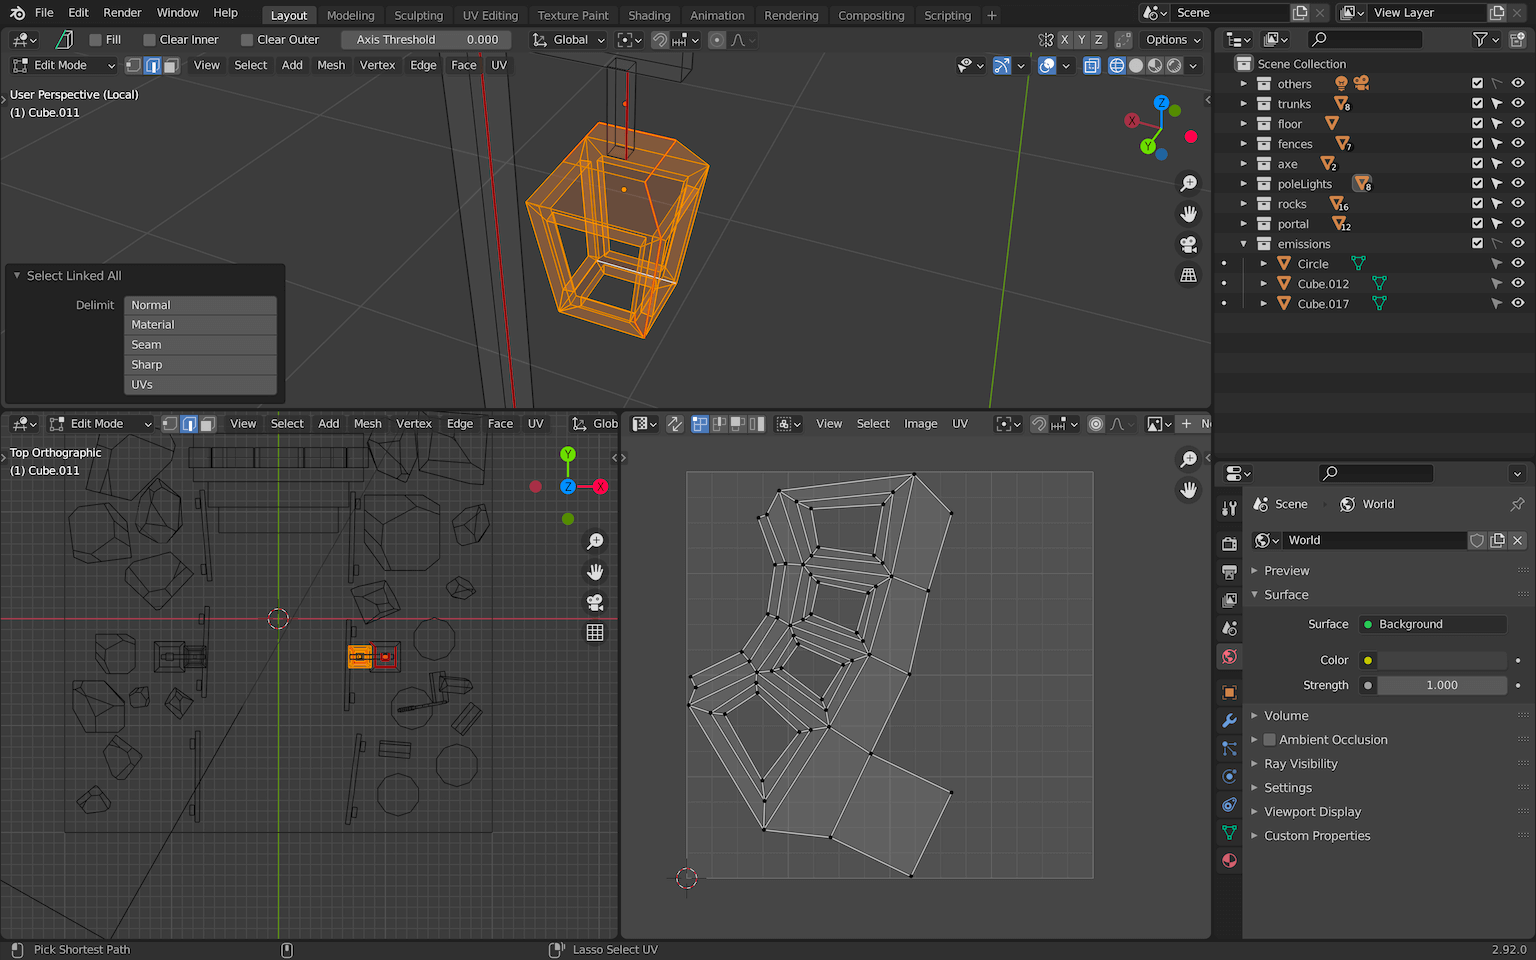 File Edit Render Window Help Layout Modeling Sculpting UV Editing Texture Paint Shading Animation Rendering Compositing Scripting + Scene View Layer
Fill Clear Inner Clear Outer Axis Threshold 0.000 Global X Y Z Options
Edit Mode View Select Add Mesh Vertex Edge Face UV
User Perspective (Local)
(1) Cube.011
Z
X
Y
Select Linked All
Delimit Normal
Material
Seam
Sharp
UVs
Scene Collection
others
trunks 8
floor
fences 7
axe 2
poleLights 8
rocks 16
portal 12
emissions
Circle
Cube.012
Cube.017
Edit Mode View Select Add Mesh Vertex Edge Face UV Glob
Top Orthographic
(1) Cube.011
Y
Z X
View Select Image UV + N
Scene World
World
Preview
Surface
Surface Background
Color
Strength 1.000
Volume
Ambient Occlusion
Ray Visibility
Settings
Viewport Display
Custom Properties
Pick Shortest Path Lasso Select UV 2.92.0